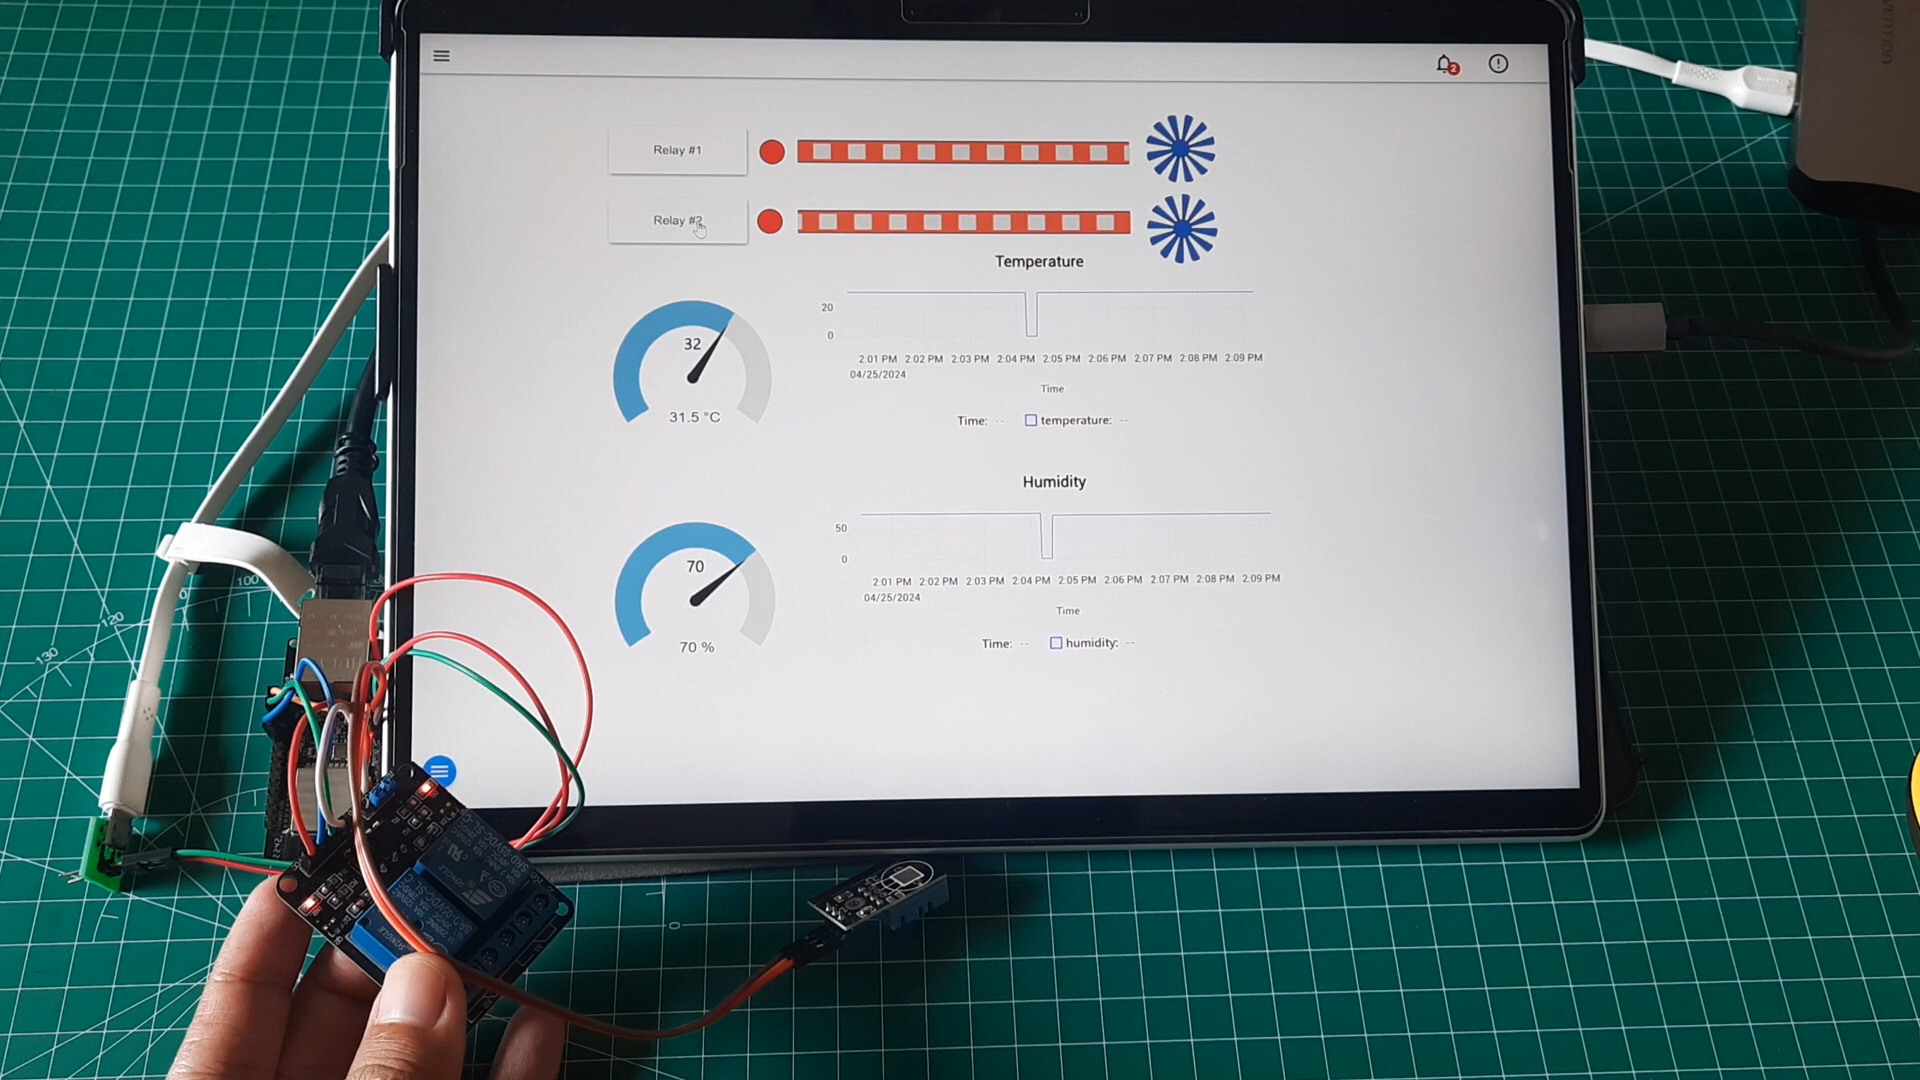 2
Relay #1
Relay #2
Temperature
20
0
2:01 PM 2:02 PM 2:03 PM 2:04 PM 2:05 PM 2:06 PM 2:07 PM 2:08 PM 2:09 PM
04/25/2024
Time
Time: -- temperature: --
32
31.5 °C
Humidity
50
0
2:01 PM 2:02 PM 2:03 PM 2:04 PM 2:05 PM 2:06 PM 2:07 PM 2:08 PM 2:09 PM
04/25/2024
Time
Time: -- humidity: --
70
70 %
100
120
130
0
SONGLE